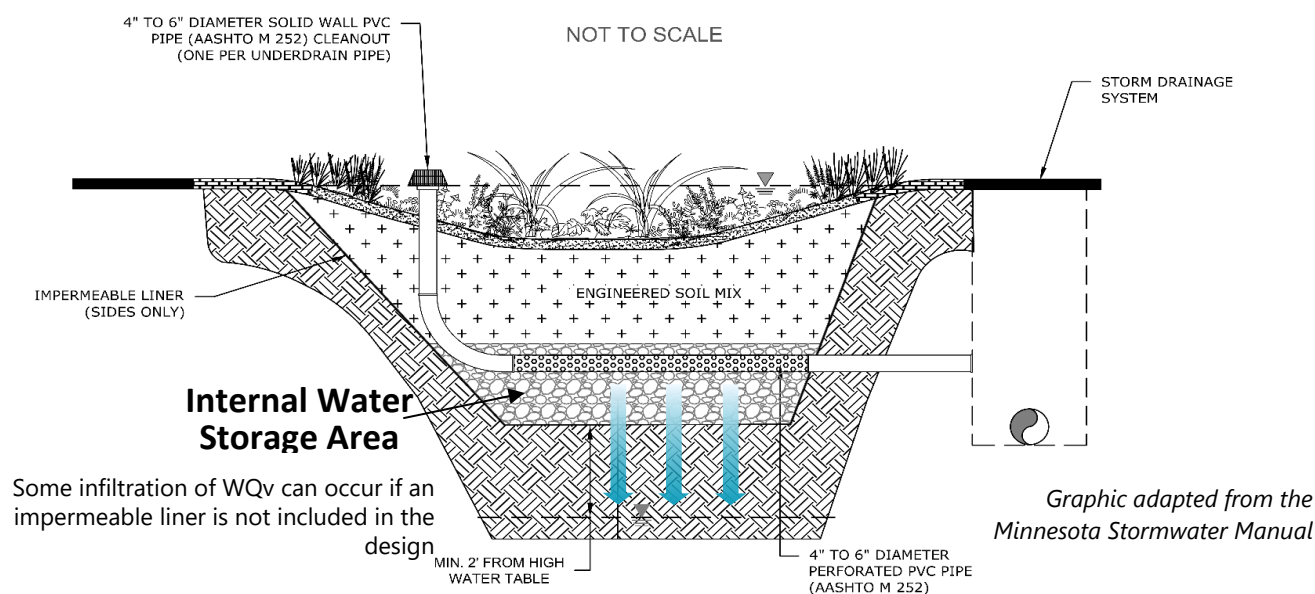 4" TO 6" DIAMETER SOLID WALL PVC
PIPE (AASHTO M 252) CLEANOUT
(ONE PER UNDERDRAIN PIPE)
NOT TO SCALE
STORM DRAINAGE
SYSTEM
IMPERMEABLE LINER
(SIDES ONLY)
ENGINEERED SOIL MIX
Internal Water
Storage Area
Some infiltration of WQv can occur if an
impermeable liner is not included in the
design
MIN. 2' FROM HIGH
WATER TABLE
4" TO 6" DIAMETER
PERFORATED PVC PIPE
(AASHTO M 252)
Graphic adapted from the
Minnesota Stormwater Manual